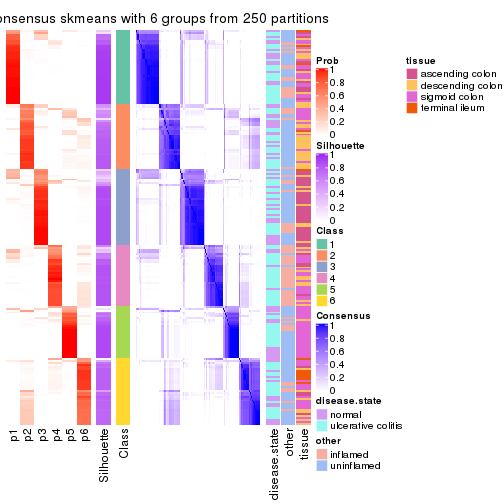 onsensus skmeans with 6 groups from 250 partitions
p1
p2
p3
p4
p5
p6
Silhouette
Class
disease.state
other
tissue
Prob
1
0.8
0.6
0.4
0.2
0
Silhouette
1
0.8
0.6
0.4
0.2
0
Class
1
2
3
4
5
6
Consensus
1
0.8
0.6
0.4
0.2
0
disease.state
normal
ulcerative colitis
other
inflamed
uninflamed
tissue
ascending colon
descending colon
sigmoid colon
terminal ileum